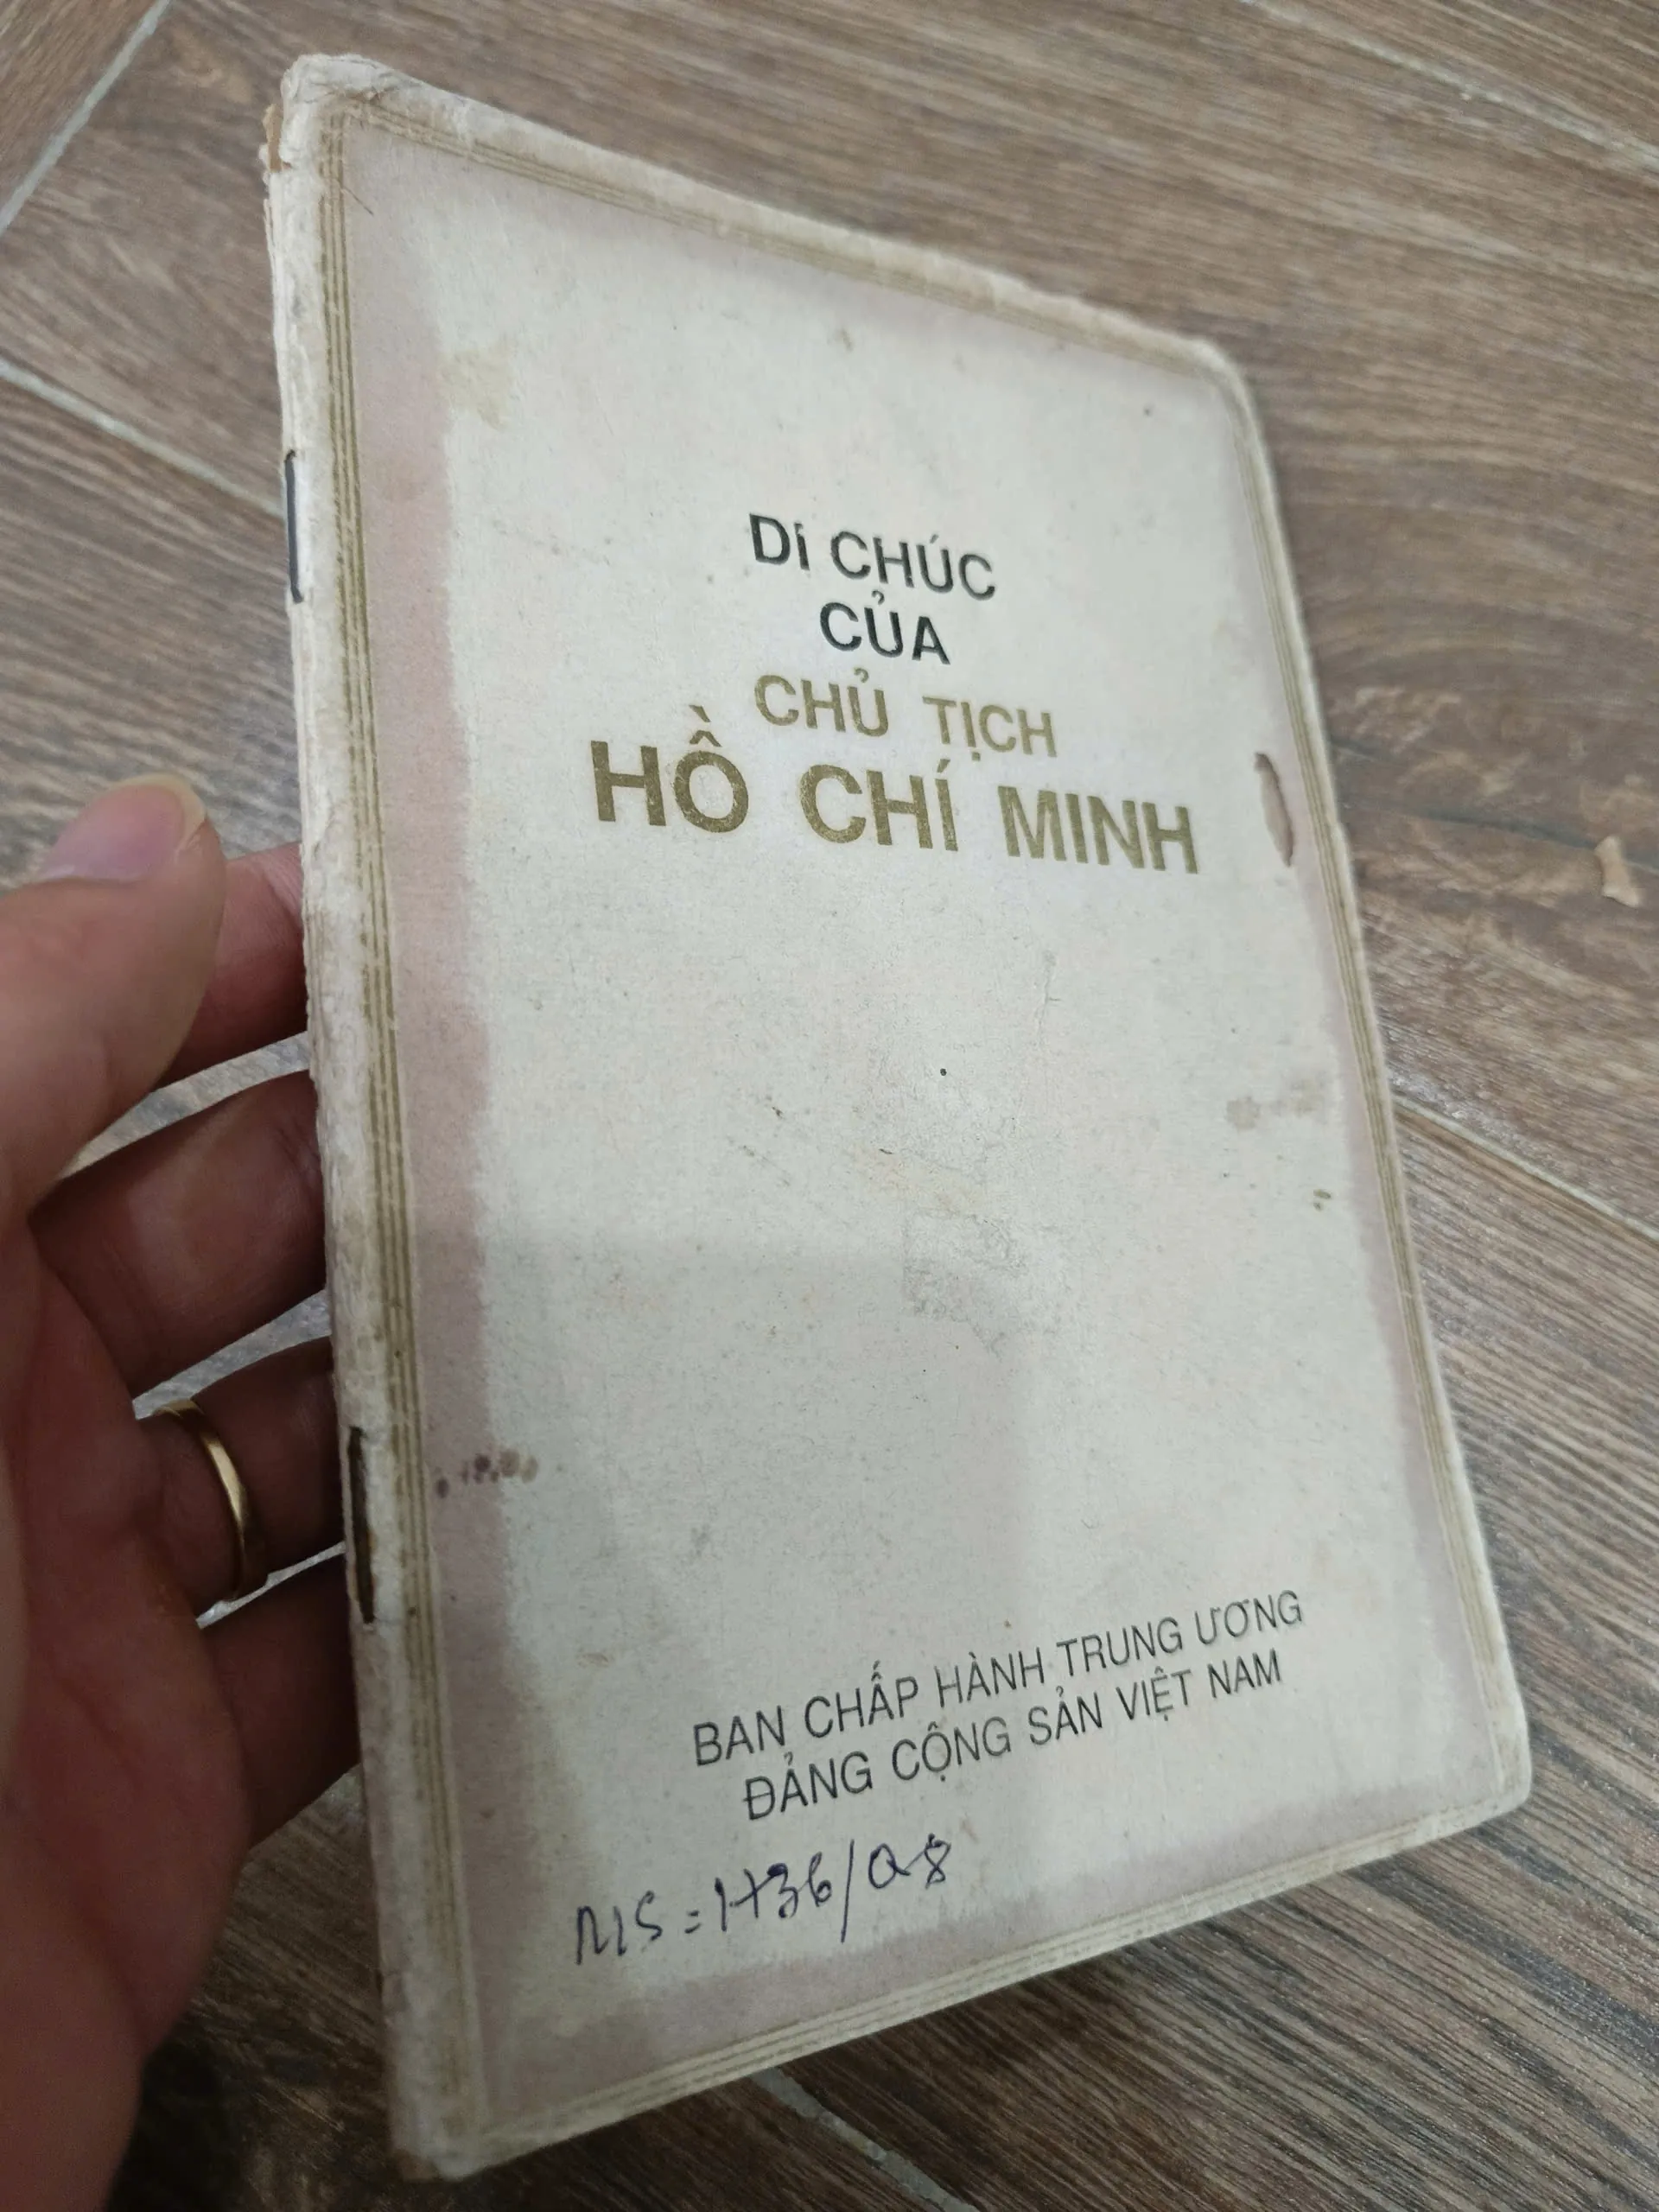 DI CHÚC
CỦA
CHỦ TỊCH
HỒ CHÍ MINH
BAN CHẤP HÀNH TRUNG ƯƠNG
ĐẢNG CỘNG SẢN VIỆT NAM
MS = 1736/08